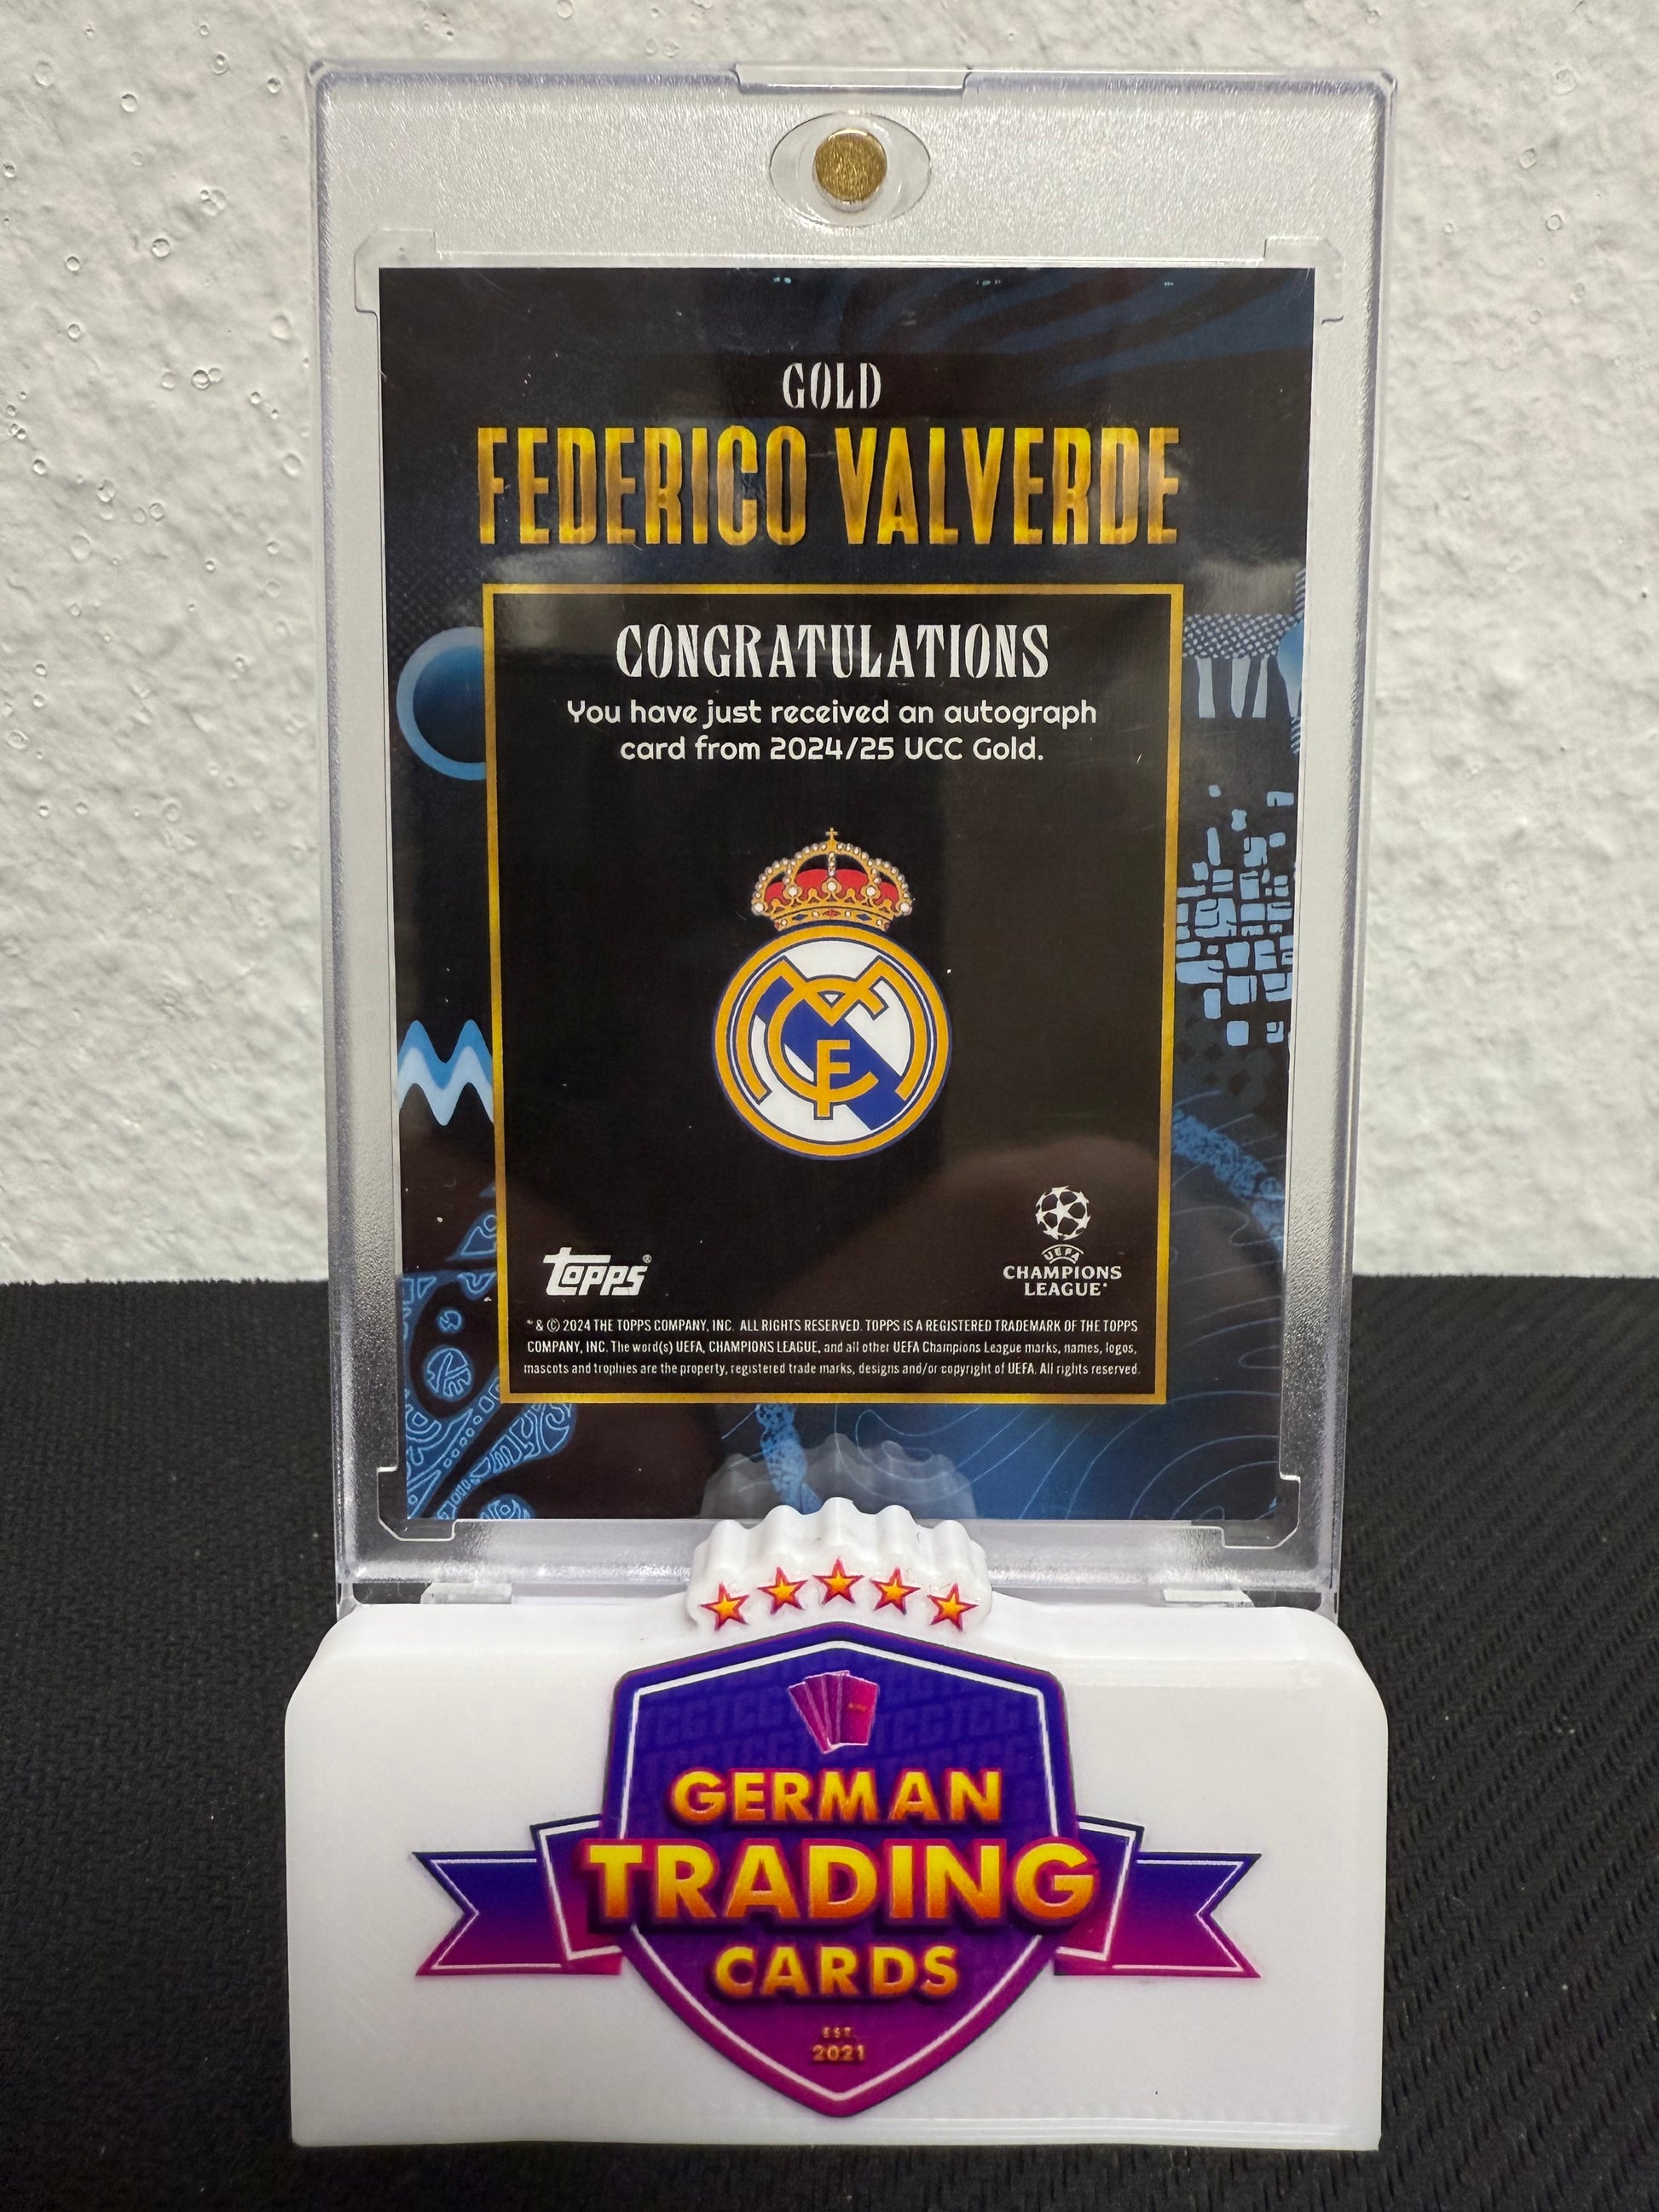 GOLD
FEDERICO VALVERDE
CONGRATULATIONS
You have just received an autograph
card from 2024/25 UCC Gold.
topps®
UEFA
CHAMPIONS
LEAGUE®
® & © 2024 THE TOPPS COMPANY, INC. ALL RIGHTS RESERVED. TOPPS IS A REGISTERED TRADEMARK OF THE TOPPS
COMPANY, INC. The word(s) UEFA, CHAMPIONS LEAGUE, and all other UEFA Champions League marks, names, logos,
mascots and trophies are the property, registered trade marks, designs and/or copyright of UEFA. All rights reserved.
GERMAN
TRADING
CARDS
EST.
2021